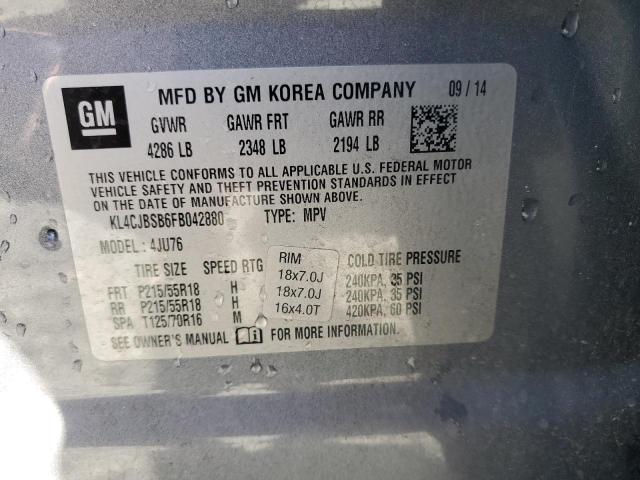 GM
MFD BY GM KOREA COMPANY 09/14
GVWR GAWR FRT GAWR RR
4286 LB 2348 LB 2194 LB
THIS VEHICLE CONFORMS TO ALL APPLICABLE U.S. FEDERAL MOTOR
VEHICLE SAFETY AND THEFT PREVENTION STANDARDS IN EFFECT
ON THE DATE OF MANUFACTURE SHOWN ABOVE.
KL4CJBSB6FB042880 TYPE: MPV
MODEL: 4JU76
TIRE SIZE SPEED RTG RIM COLD TIRE PRESSURE
FRT P215/55R18 H 18x7.0J 240KPA, 35 PSI
RR P215/55R18 H 18x7.0J 240KPA, 35 PSI
SPA T125/70R16 M 16x4.0T 420KPA, 60 PSI
SEE OWNER'S MANUAL FOR MORE INFORMATION.